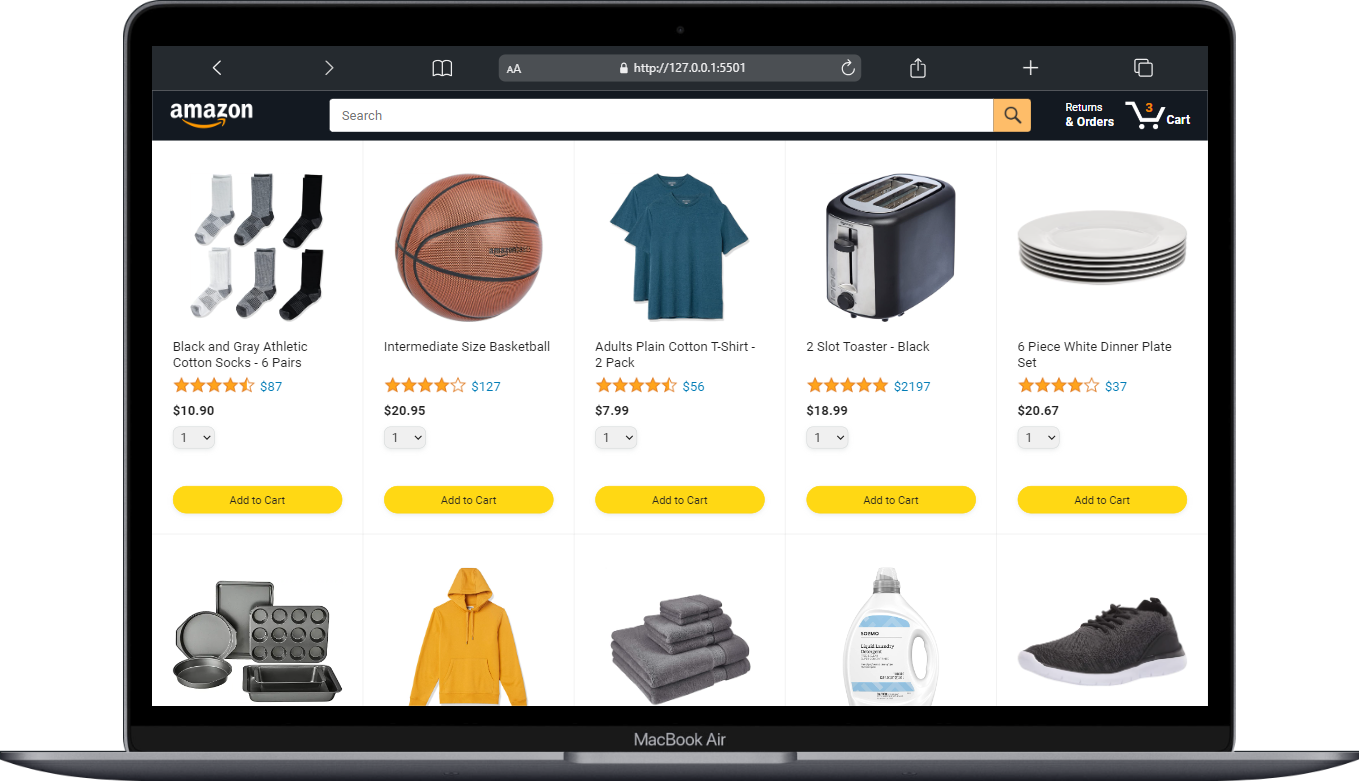 AA
http://127.0.0.1:5501
amazon
Search
Returns
& Orders
3
Cart
Black and Gray Athletic
Cotton Socks - 6 Pairs
$87
$10.90
1
Add to Cart
Intermediate Size Basketball
$127
$20.95
1
Add to Cart
Adults Plain Cotton T-Shirt -
2 Pack
$56
$7.99
1
Add to Cart
2 Slot Toaster - Black
$2197
$18.99
1
Add to Cart
6 Piece White Dinner Plate
Set
$37
$20.67
1
Add to Cart
Liquid Laundry
Detergent
MacBook Air